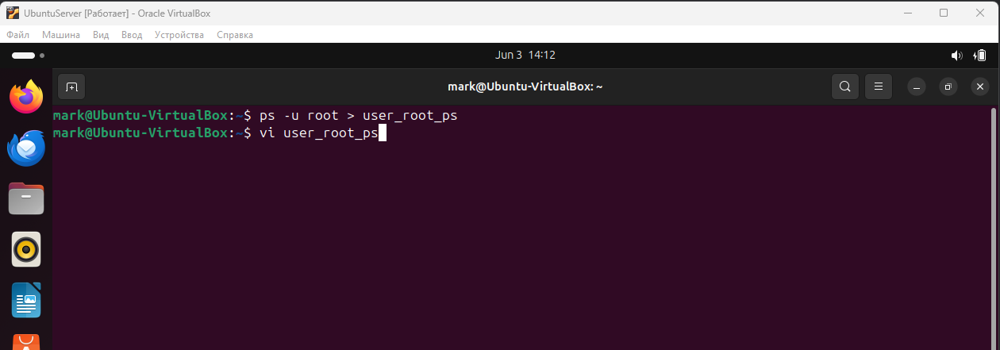 UbuntuServer [Работает] - Oracle VirtualBox
Файл Машина Вид Ввод Устройства Справка
Jun 3 14:12
mark@Ubuntu-VirtualBox: ~
mark@Ubuntu-VirtualBox:~$ ps -u root > user_root_ps
mark@Ubuntu-VirtualBox:~$ vi user_root_ps